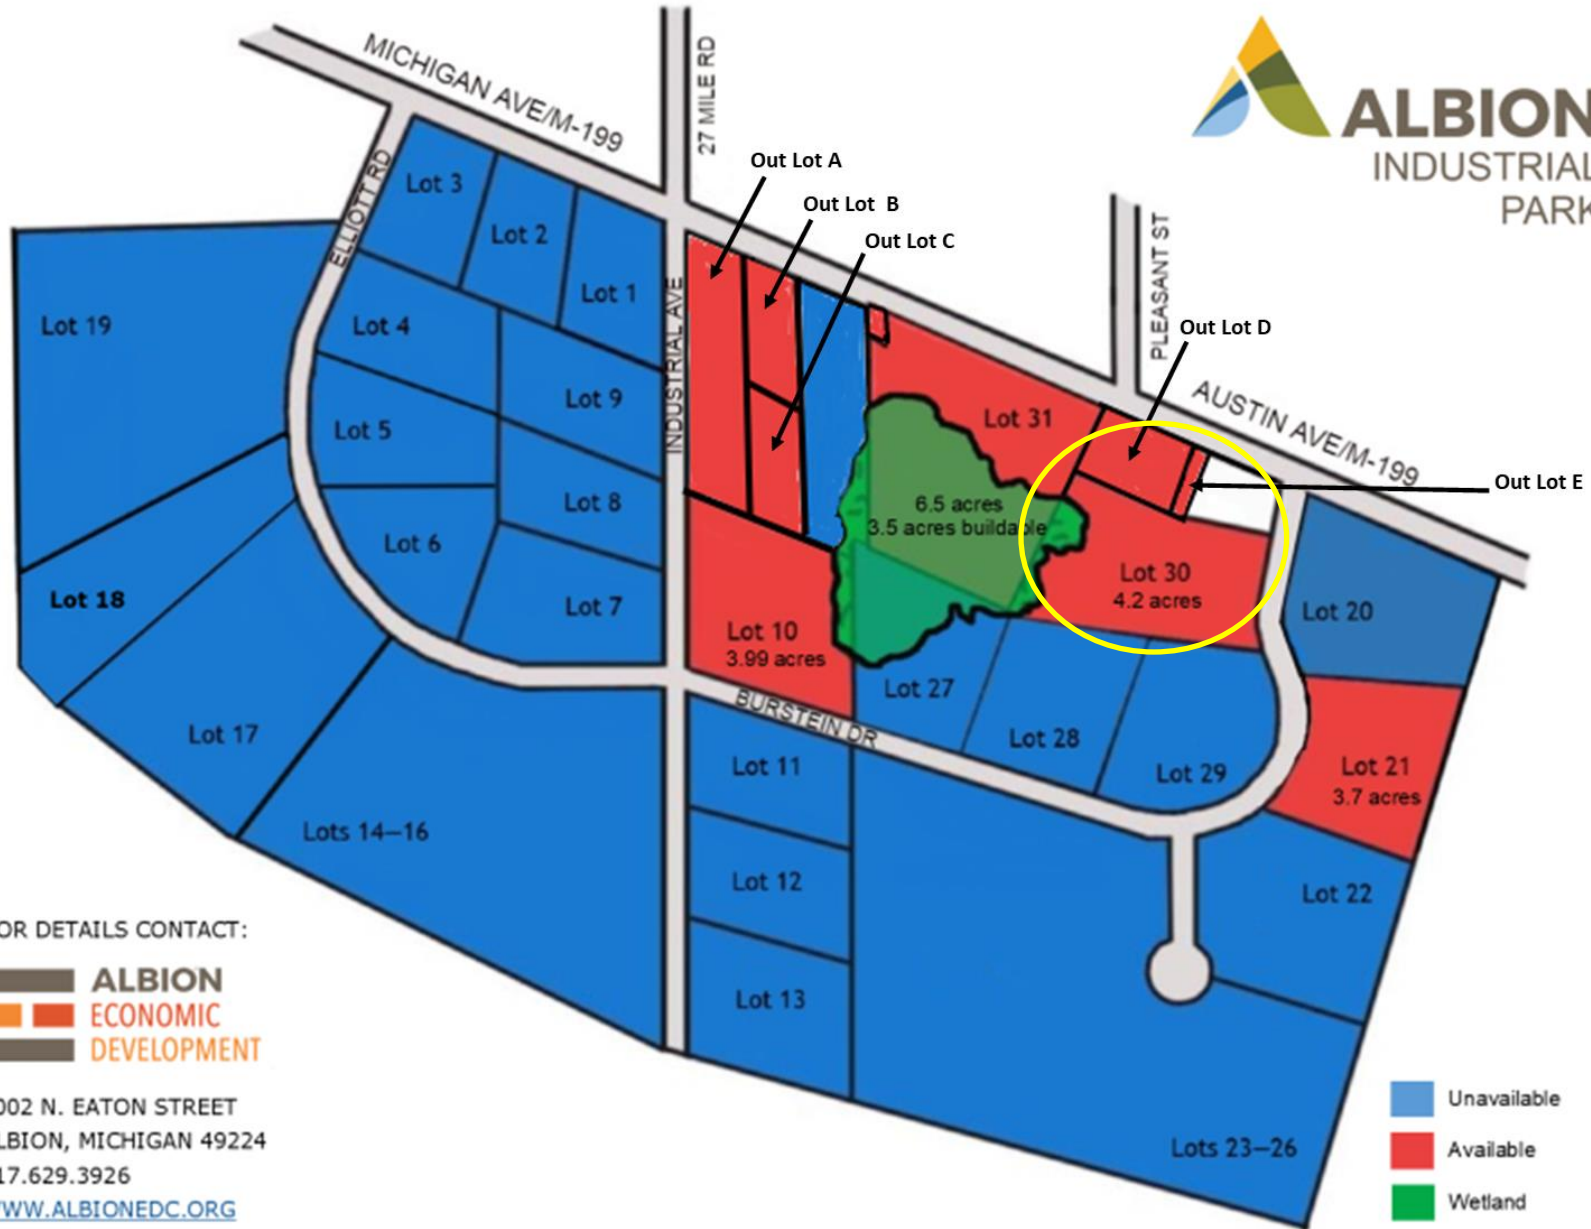 MICHIGAN AVE/M-199
27 MILE RD
ALBION
INDUSTRIAL
PARK
Out Lot A
Out Lot B
Out Lot C
ELLIOTT RD
Lot 3
Lot 2
Lot 1
INDUSTRIAL AVE
PLEASANT ST
Out Lot D
AUSTIN AVE/M-199
Out Lot E
Lot 19
Lot 4
Lot 9
Lot 5
Lot 31
6.5 acres
3.5 acres buildable
Lot 8
Lot 6
Lot 30
4.2 acres
Lot 18
Lot 7
Lot 20
Lot 10
3.99 acres
Lot 27
BURSTEIN DR
Lot 28
Lot 29
Lot 17
Lot 11
Lot 21
3.7 acres
Lots 14–16
Lot 12
Lot 22
Lot 13
Lots 23–26
OR DETAILS CONTACT:
ALBION
ECONOMIC
DEVELOPMENT
002 N. EATON STREET
LBION, MICHIGAN 49224
17.629.3926
WWW.ALBIONEDC.ORG
Unavailable
Available
Wetland